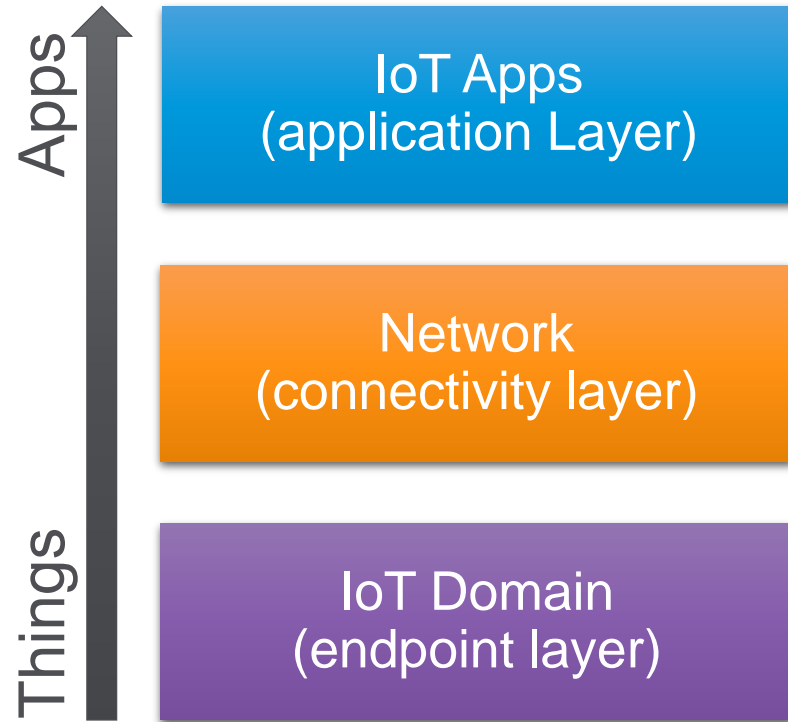 Apps
IoT Apps
(application Layer)
Network
(connectivity layer)
Things
IoT Domain
(endpoint layer)